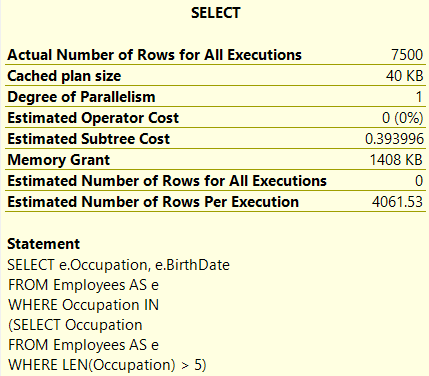 SELECT
Actual Number of Rows for All Executions 7500
Cached plan size 40 KB
Degree of Parallelism 1
Estimated Operator Cost 0 (0%)
Estimated Subtree Cost 0.393996
Memory Grant 1408 KB
Estimated Number of Rows for All Executions 0
Estimated Number of Rows Per Execution 4061.53
Statement
SELECT e.Occupation, e.BirthDate
FROM Employees AS e
WHERE Occupation IN
(SELECT Occupation
FROM Employees AS e
WHERE LEN(Occupation) > 5)